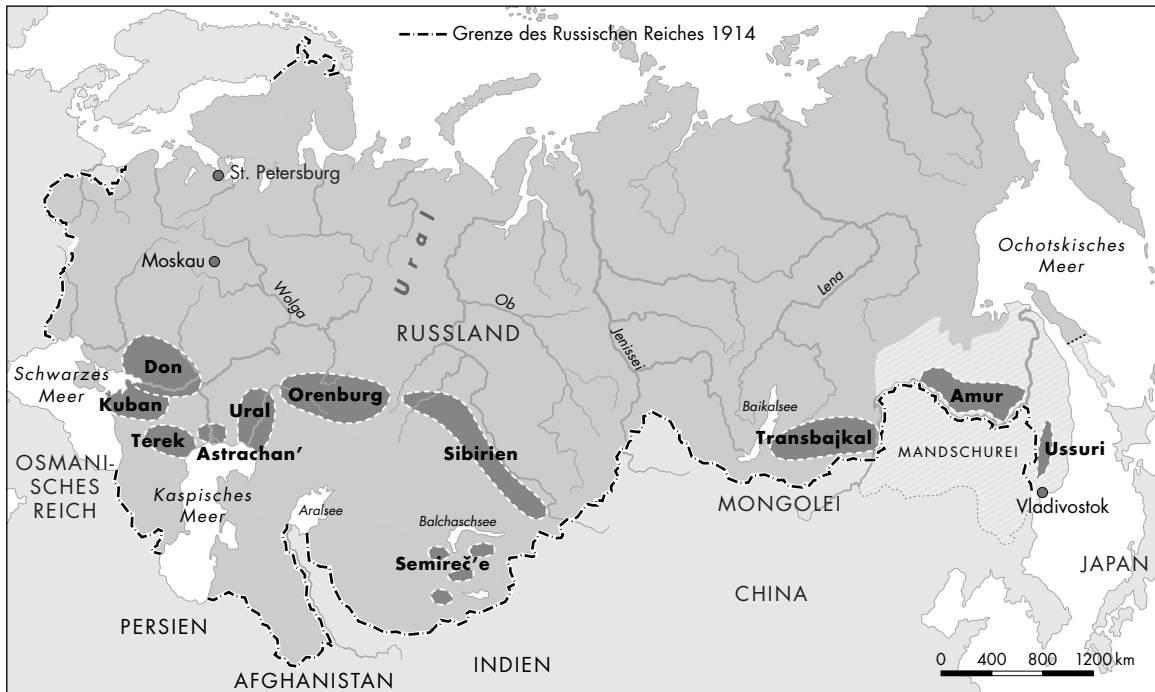 Grenze des Russischen Reiches 1914
St. Petersburg
Moskau
Ural
Wolga
Ob
RUSSLAND
Jenissei
Lena
Ochotskisches
Meer
Schwarzes
Meer
Don
Kuban
Terek
Astrachan’
Ural
Orenburg
Sibirien
Baikalsee
Transbajkal
Amur
Ussuri
MANDSCHUREI
Vladivostok
OSMANI-
SCHES
REICH
Kaspisches
Meer
Aralsee
Balchaschsee
Semireč’e
MONGOLEI
JAPAN
CHINA
PERSIEN
AFGHANISTAN
INDIEN
0 400 800 1200 km